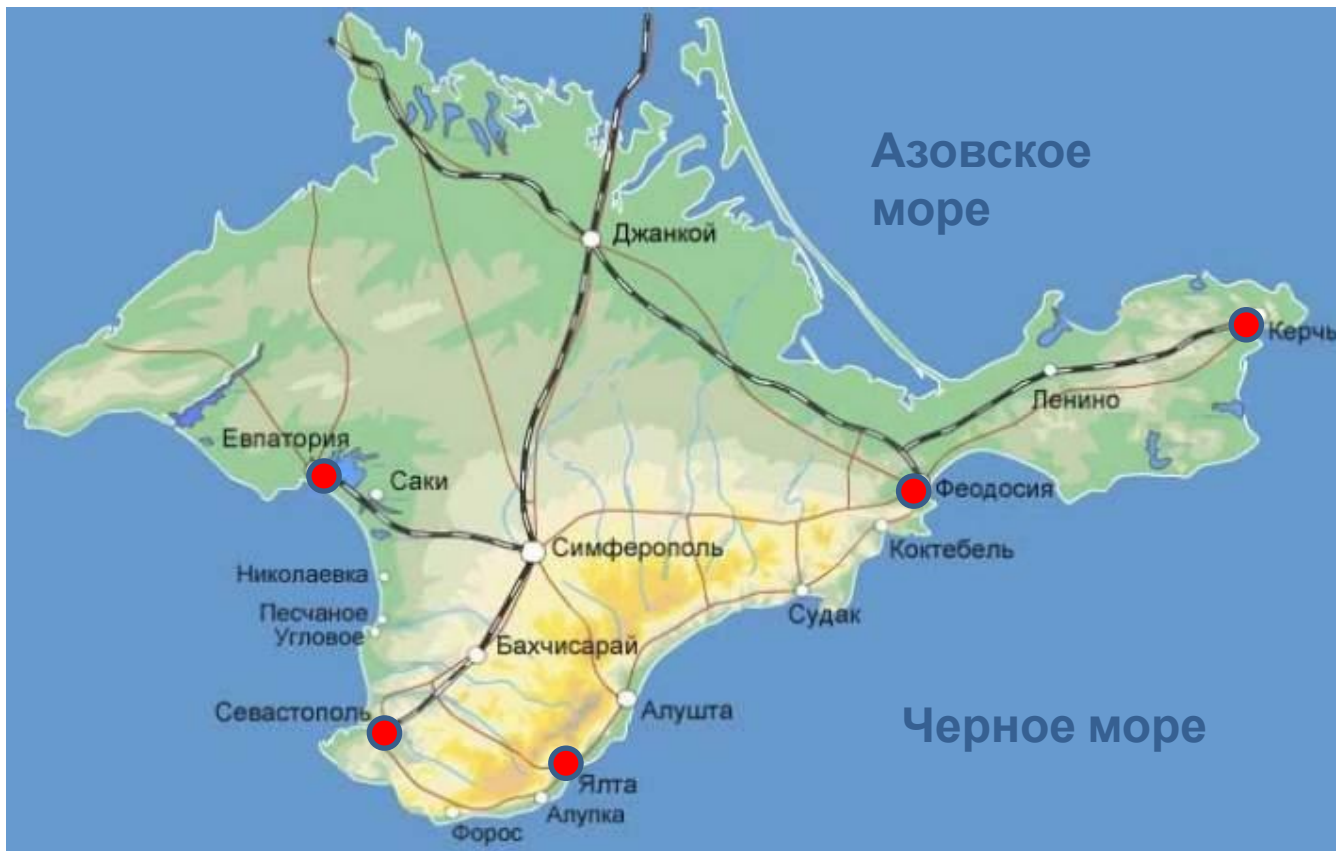 Азовское
море
Джанкой
Керчь
Ленино
Евпатория
Саки
Феодосия
Симферополь
Коктебель
Николаевка
Песчаное
Судак
Угловое
Бахчисарай
Севастополь
Алушта
Черное море
Ялта
Алупка
Форос